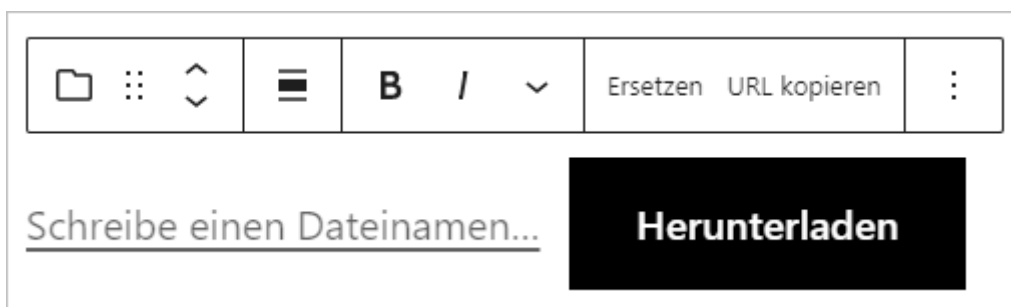 B I Ersetzen URL kopieren
Schreibe einen Dateinamen... Herunterladen